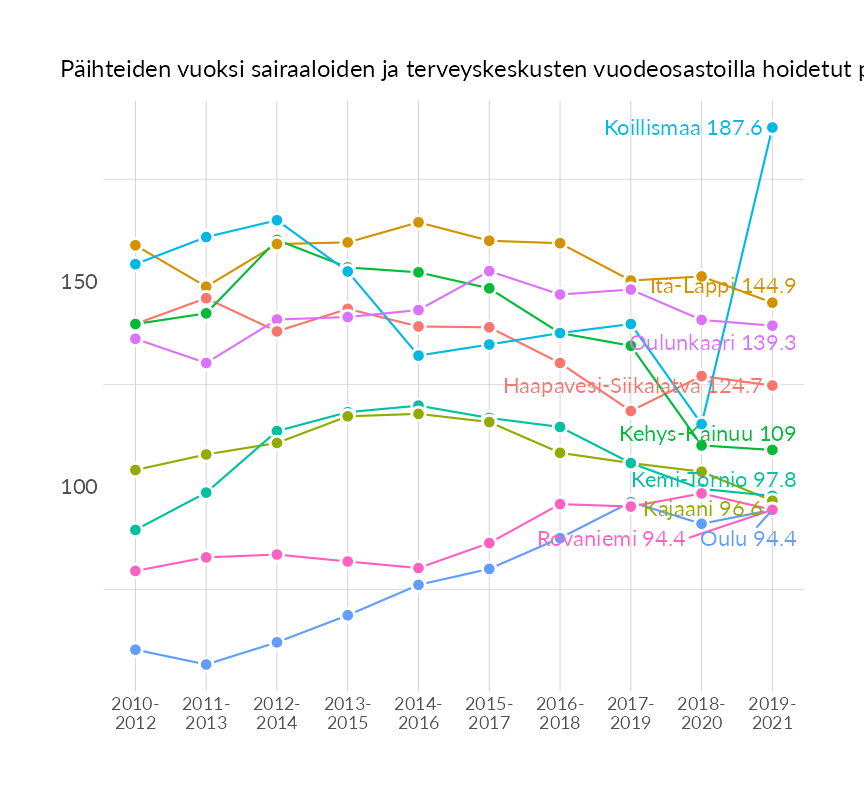 Päihteiden vuoksi sairaaloiden ja terveyskeskusten vuodeosastoilla hoidetut
Koillismaa 187.6
150
Itä-Lappi 144.9
Oulunkaari 139.3
Haapavesi-Siikalatva 124.7
Kehys-Kainuu 109
Kemi-Tornio 97.8
100
Kajaani 96.6
Rovaniemi 94.4
Oulu 94.4
2010-2012
2011-2013
2012-2014
2013-2015
2014-2016
2015-2017
2016-2018
2017-2019
2018-2020
2019-2021